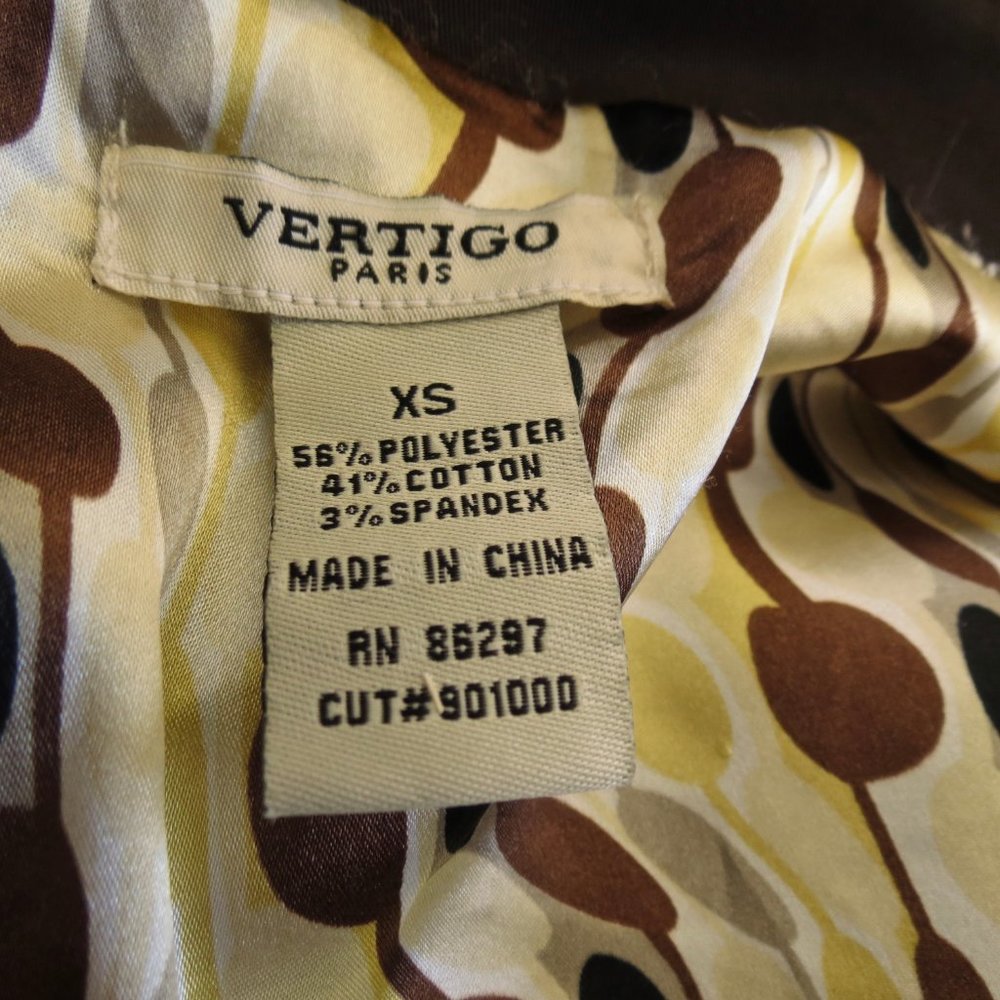 VERTIGO
PARIS
XS
56% POLYESTER
41% COTTON
3% SPANDEX
MADE IN CHINA
RN 86297
CUT#901000